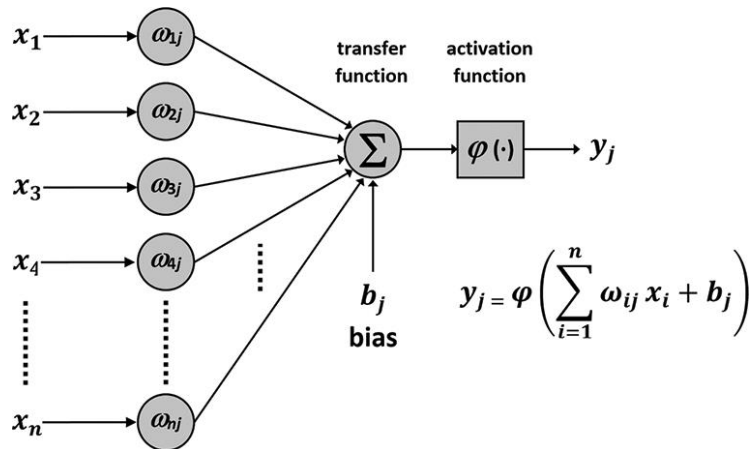 x₁ ω₁ⱼ
transfer function
activation function
x₂ ω₂ⱼ
Σ φ(·) yⱼ
x₃ ω₃ⱼ
x₄ ω₄ⱼ
bⱼ
bias
yⱼ = φ(∑ⁿᵢ₌₁ ωᵢⱼ xᵢ + bⱼ)
xₙ ωₙⱼ